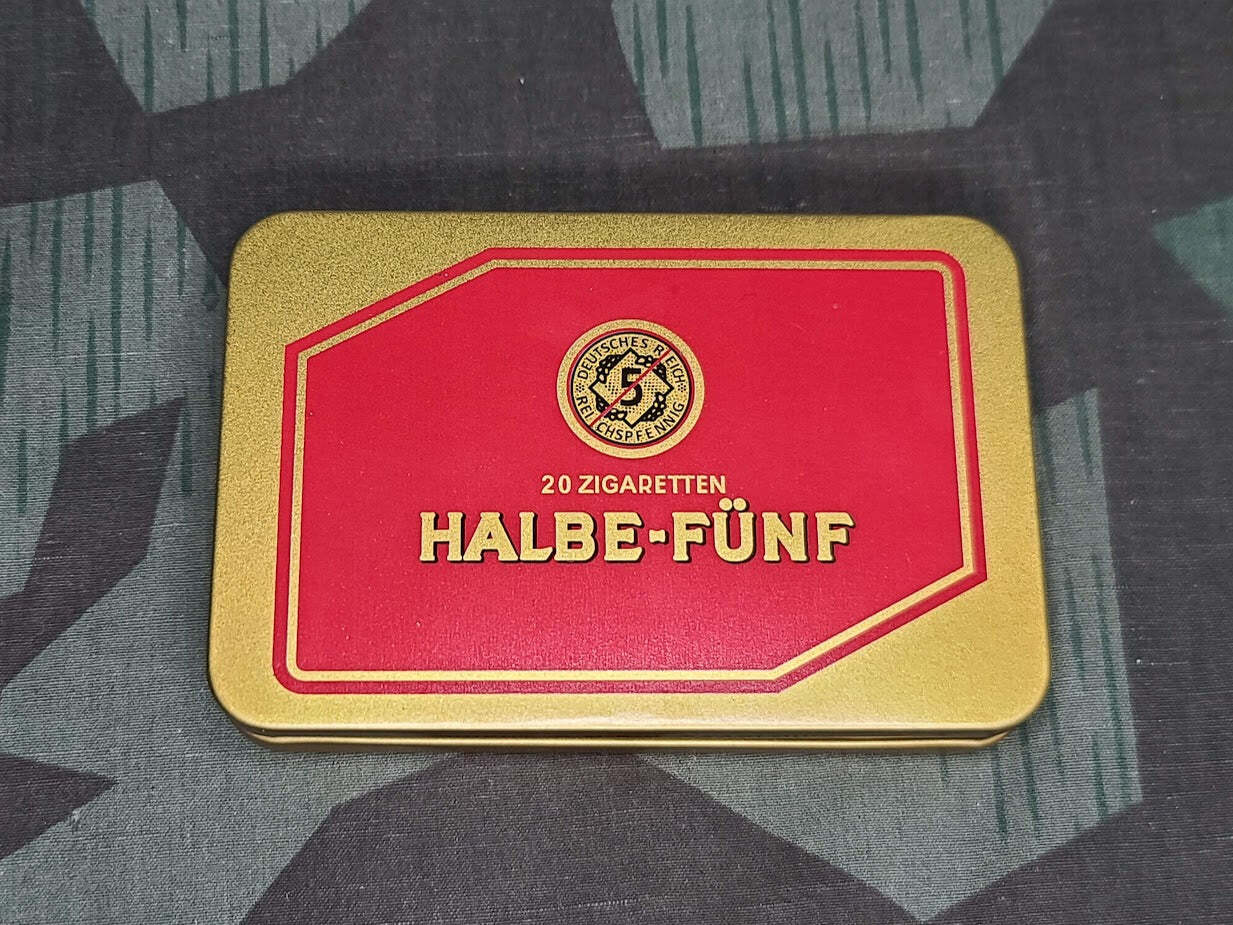 DEUTSCHES REICH
5
REICHSPFENNIG
20 ZIGARETTEN
HALBE-FÜNF